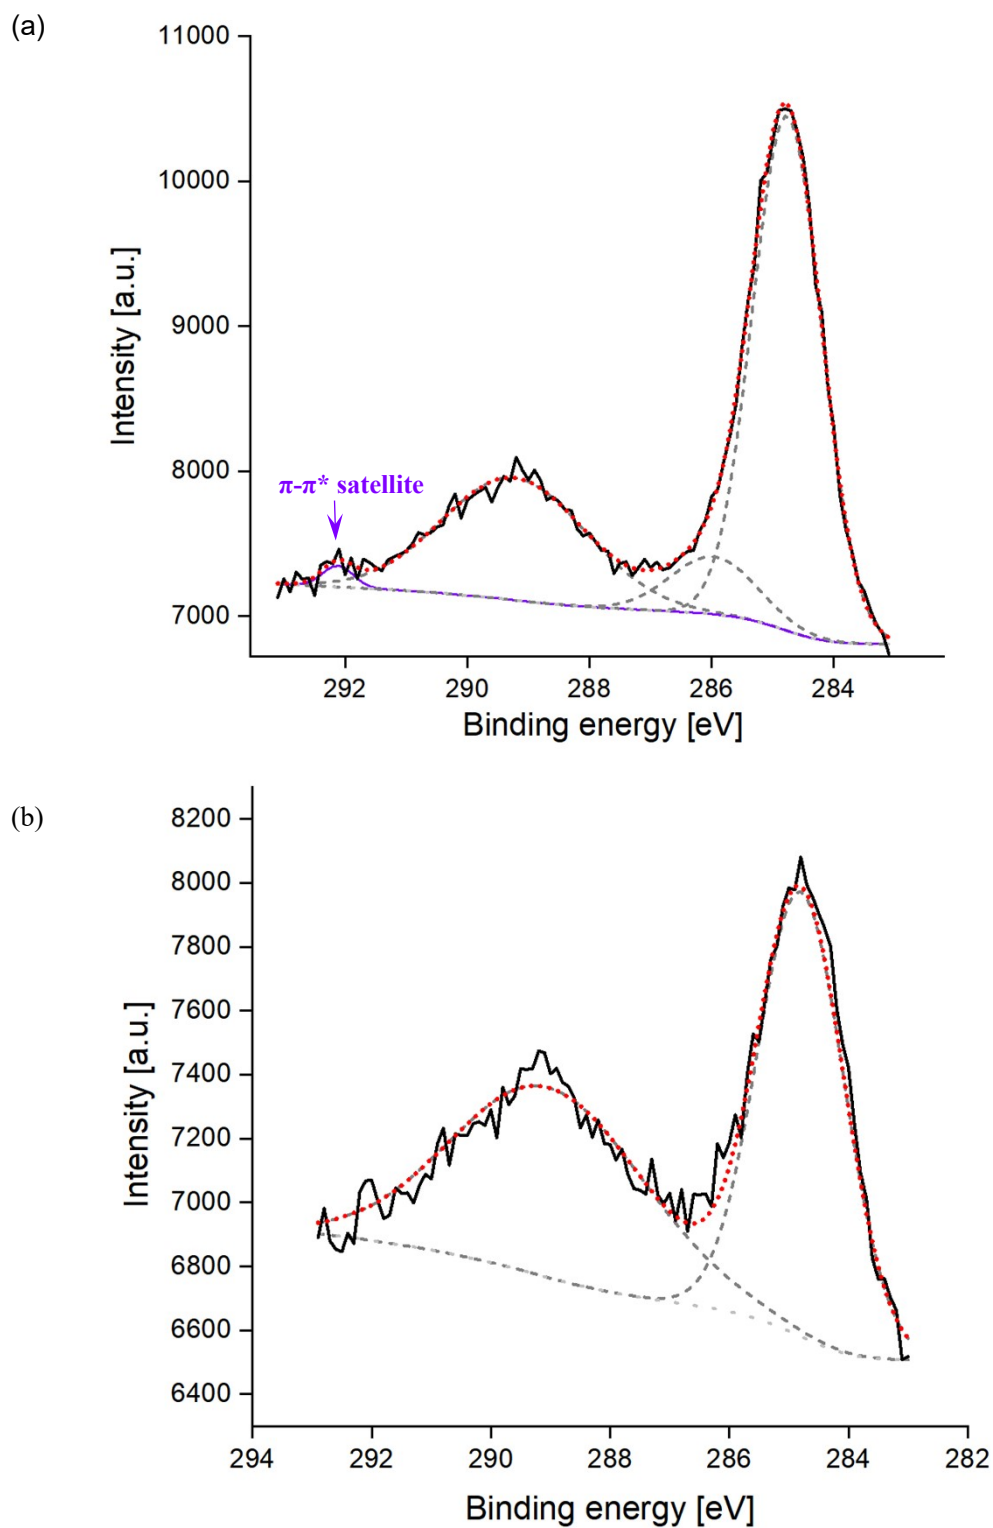 (a)
11000
10000
9000
8000
7000
Intensity [a.u.]
π-π* satellite
292 290 288 286 284
Binding energy [eV]
(b)
8200
8000
7800
7600
7400
7200
7000
6800
6600
6400
Intensity [a.u.]
294 292 290 288 286 284 282
Binding energy [eV]